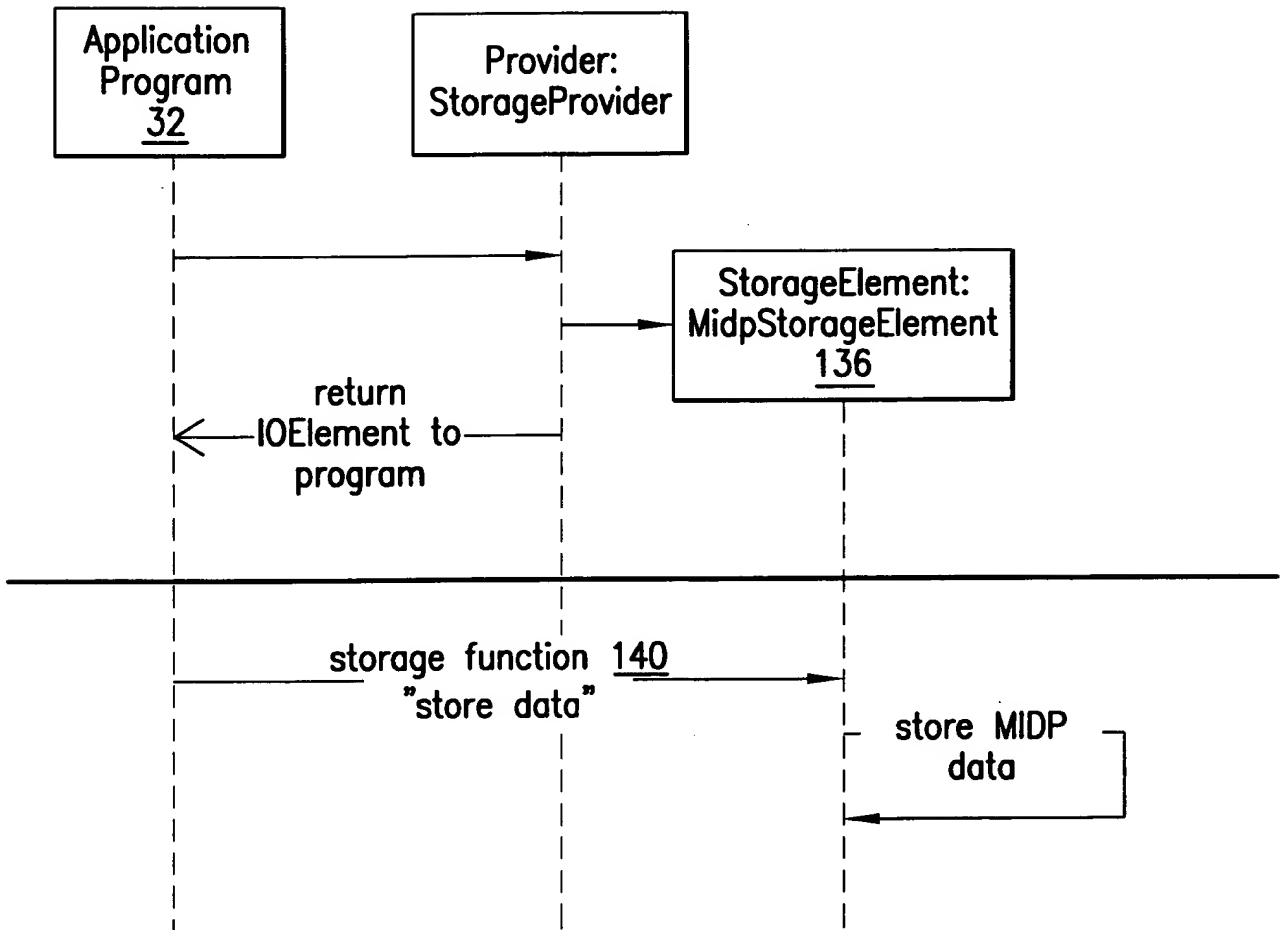 Application
Program
32
Provider:
StorageProvider
StorageElement:
MidpStorageElement
136
return
IOElement to
program
storage function 140
"store data"
store MIDP
data